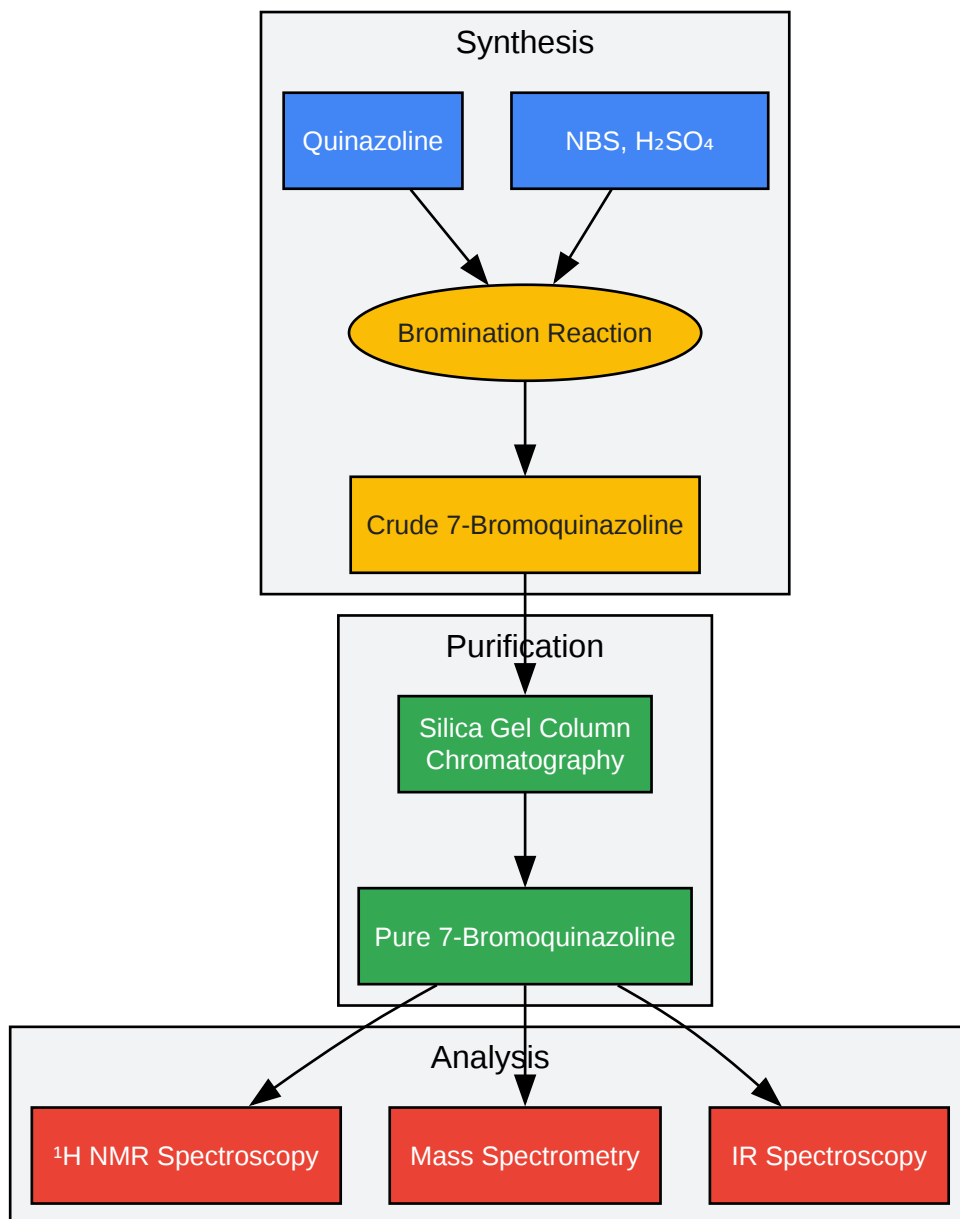 Synthesis
Quinazoline
NBS, H₂SO₄
Bromination Reaction
Crude 7-Bromoquinazoline
Purification
Silica Gel Column
Chromatography
Pure 7-Bromoquinazoline
Analysis
¹H NMR Spectroscopy
Mass Spectrometry
IR Spectroscopy